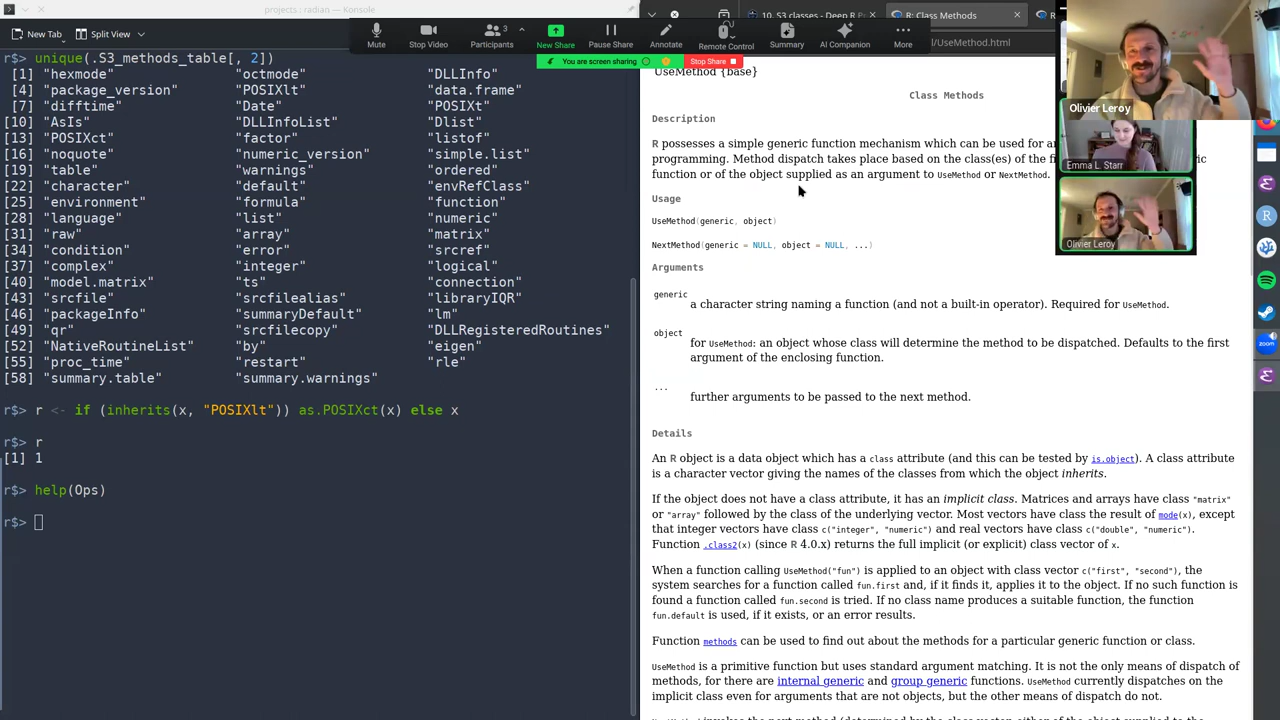 projeczs.: radian — Konsole
New Tab
Split View
unique(.S3_methods_table[, 2])
[1] "hexmode" "octmode" "DLLInfo"
[4] "package_version" "POSIXlt" "data.frame"
[7] "difftime" "Date" "POSIXt"
[10] "AsIs" "DLLInfoList" "Dlist"
[13] "POSIXct" "factor" "listof"
[16] "noquote" "numeric_version" "simple.list"
[19] "table" "warnings" "ordered"
[22] "character" "default" "envRefClass"
[25] "environment" "formula" "function"
[28] "language" "list" "numeric"
[31] "raw" "array" "matrix"
[34] "condition" "error" "srcref"
[37] "complex" "integer" "logical"
[40] "model.matrix" "ts" "connection"
[43] "srcfile" "srcfilealias" "libraryIQR"
[46] "packageInfo" "summaryDefault" "lm"
[49] "qr" "srcfilecopy" "DLLRegisteredRoutines"
[52] "NativeRoutineList" "by" "eigen"
[55] "proc_time" "restart" "rle"
[58] "summary.table" "summary.warnings"
r$> r <- if (inherits(x, "POSIXlt")) as.POSIXct(x) else x
r$> r
[1] 1
r$> help(Ops)
r$>
Mute
Stop Video
Participants
3
New Share
Pause Share
Annotate
Remote Control
Summary
AI Companion
More
You are screen sharing
Stop Share
10. S3 classes - Deep R P
R: Class Methods
l/UseMethod.html
UseMethod {base}
Class Methods
Description
R possesses a simple generic function mechanism which can be used for an
programming. Method dispatch takes place based on the class(es) of the fi
function or of the object supplied as an argument to UseMethod or NextMethod.
Usage
UseMethod(generic, object)
NextMethod(generic = NULL, object = NULL, ...)
Arguments
generic
a character string naming a function (and not a built-in operator). Required for UseMethod.
object
for UseMethod: an object whose class will determine the method to be dispatched. Defaults to the first
argument of the enclosing function.
...
further arguments to be passed to the next method.
Details
An R object is a data object which has a class attribute (and this can be tested by is.object). A class attribute
is a character vector giving the names of the classes from which the object inherits.
If the object does not have a class attribute, it has an implicit class. Matrices and arrays have class "matrix"
or "array" followed by the class of the underlying vector. Most vectors have class the result of mode(x), except
that integer vectors have class c("integer", "numeric") and real vectors have class c("double", "numeric").
Function .class2(x) (since R 4.0.x) returns the full implicit (or explicit) class vector of x.
When a function calling UseMethod("fun") is applied to an object with class vector c("first", "second"), the
system searches for a function called fun.first and, if it finds it, applies it to the object. If no such function is
found a function called fun.second is tried. If no class name produces a suitable function, the function
fun.default is used, if it exists, or an error results.
Function methods can be used to find out about the methods for a particular generic function or class.
UseMethod is a primitive function but uses standard argument matching. It is not the only means of dispatch of
methods, for there are internal generic and group generic functions. UseMethod currently dispatches on the
implicit class even for arguments that are not objects, but the other means of dispatch do not.
Olivier Leroy
Emma L. Starr
Olivier Leroy
zoom